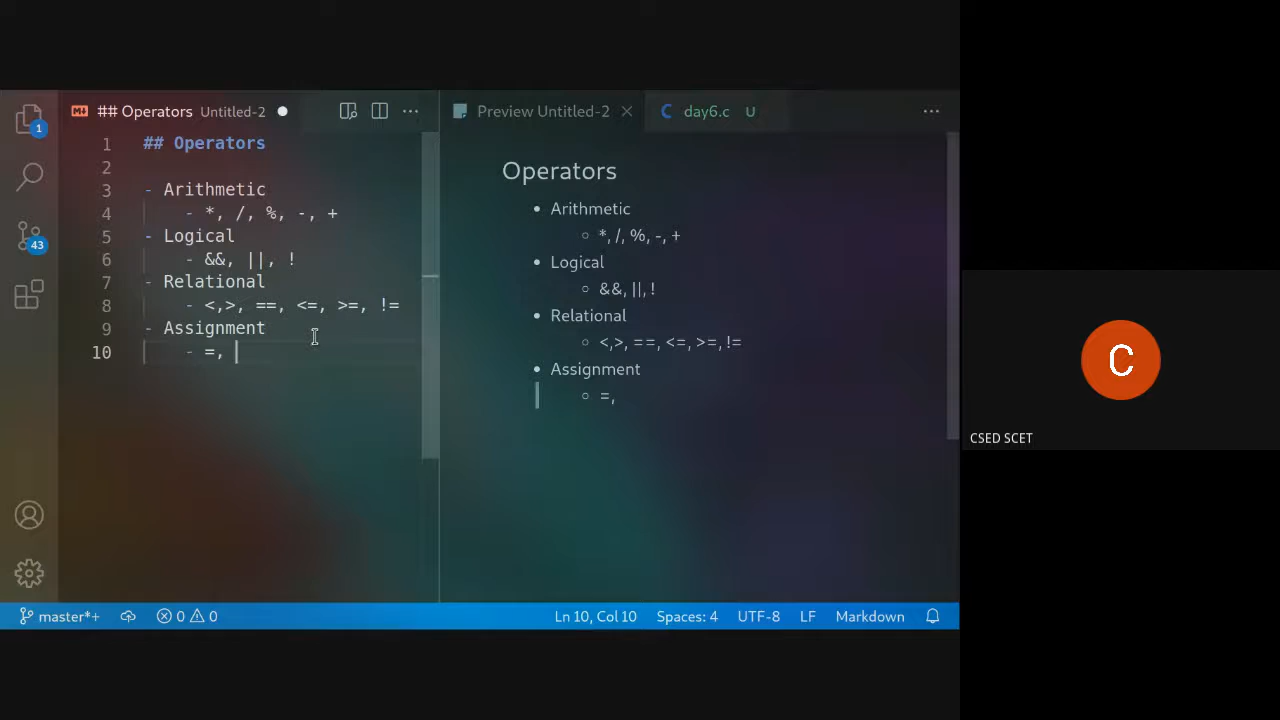 ## Operators Untitled-2
Preview Untitled-2
C day6.c U
1
43
1 ## Operators
2
3 - Arithmetic
4 - *, /, %, -, +
5 - Logical
6 - &&, ||, !
7 - Relational
8 - <,>, ==, <=, >=, !=
9 - Assignment
10 - =,
Operators
• Arithmetic
○ *, /, %, -, +
• Logical
○ &&, ||, !
• Relational
○ <,>, ==, <=, >=, !=
• Assignment
○ =,
C
CSED SCET
master*+ 0 0 Ln 10, Col 10 Spaces: 4 UTF-8 LF Markdown